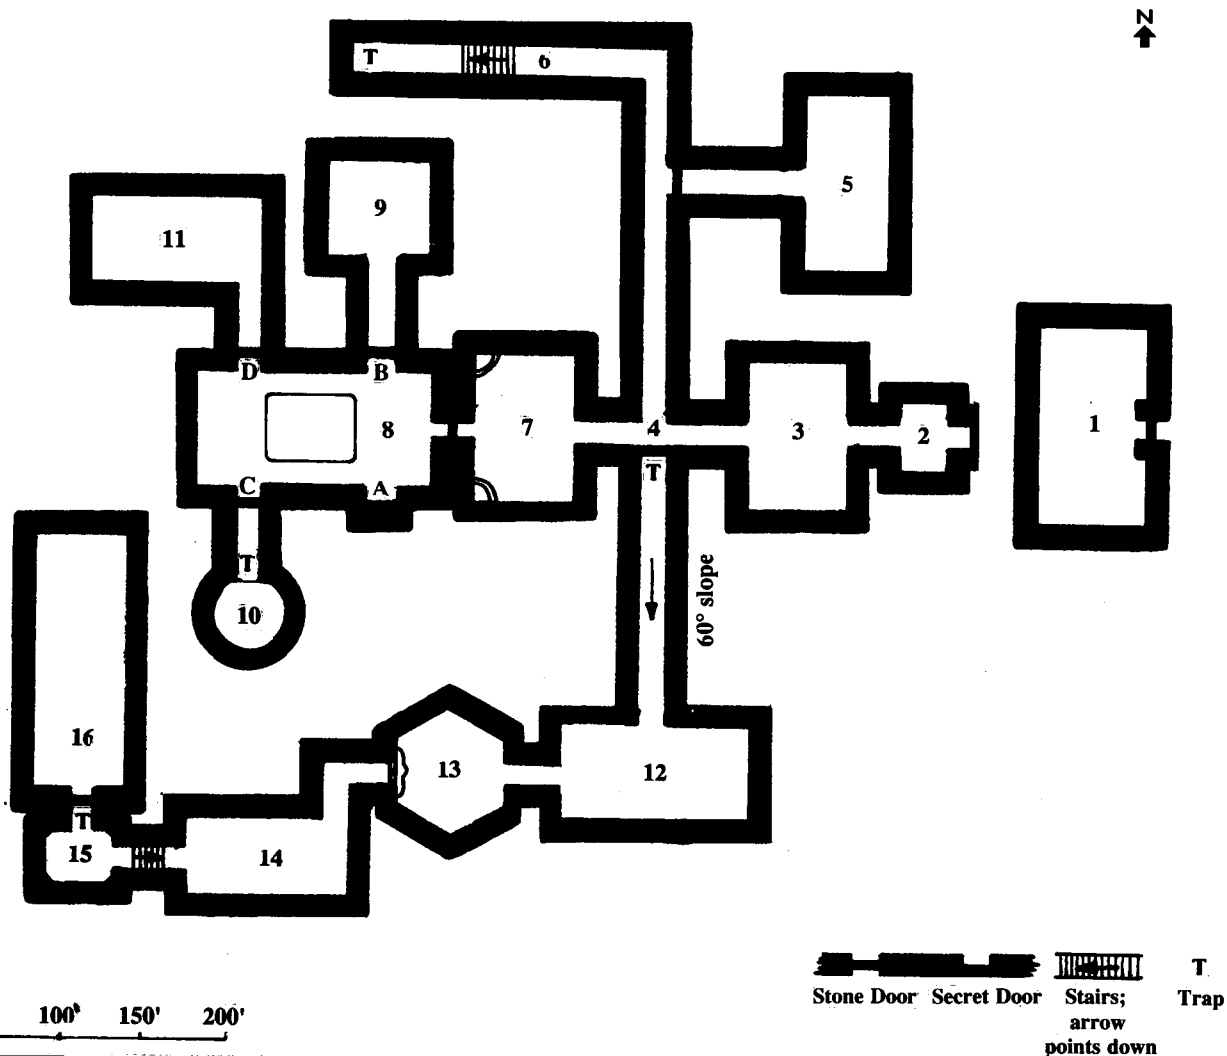 N
T
6
5
9
11
D
B
1
8
7
4
3
2
T
C
A
T
10
60° slope
16
13
12
T
15
14
T
Stone Door
Secret Door
Stairs;
arrow
points down
Trap
100'
150'
200'